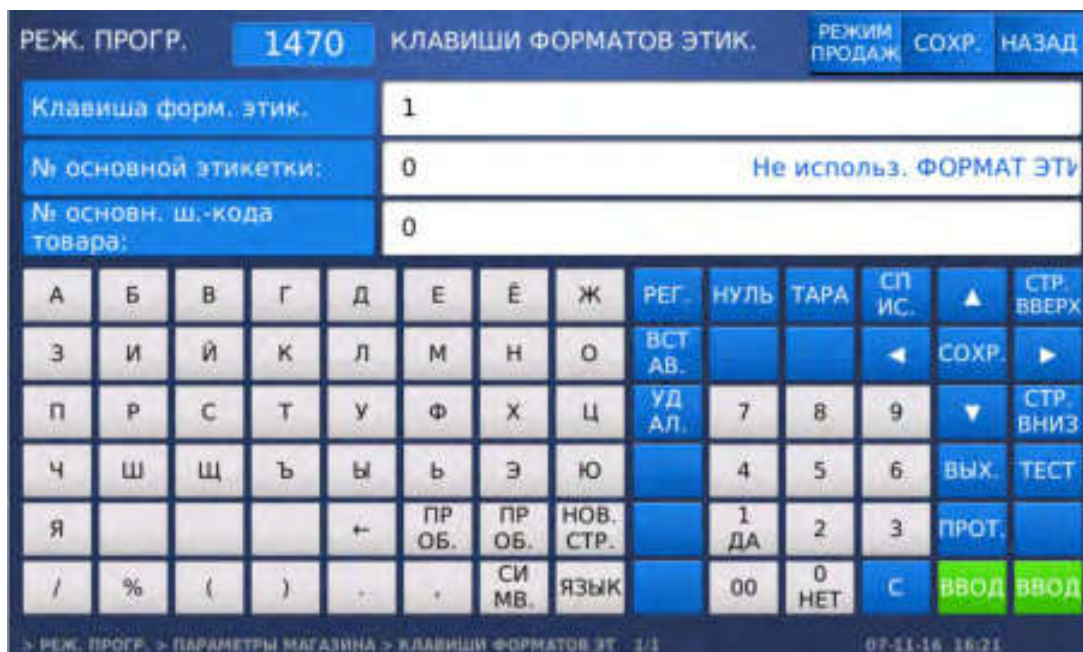 РЕЖ. ПРОГР. 1470 КЛАВИШИ ФОРМАТОВ ЭТИК. РЕЖИМ ПРОДАЖ СОХР. НАЗАД
Клавиша форм. этик. 1
№ основной этикетки: 0 Не использ. ФОРМАТ ЭТИ
№ основн. ш.-кода
товара: 0
А Б В Г Д Е Ё Ж РЕГ. НУЛЬ ТАРА СП ИС. ▲ СТР. ВВЕРХ
З И Й К Л М Н О ВСТ АВ. ◀ СОХР. ▶
П Р С Т У Ф Х Ц УД АЛ. 7 8 9 ▼ СТР. ВНИЗ
Ч Ш Щ Ъ Ы Ь Э Ю 4 5 6 ВЫХ. ТЕСТ
Я ← ПР ОБ. ПР ОБ. НОВ. СТР. 1 ДА 2 3 ПРОТ.
/ % ( ) . , СИ МВ. ЯЗЫК 00 0 НЕТ С ВВОД ВВОД
> РЕЖ. ПРОГР. > ПАРАМЕТРЫ МАГАЗИНА > КЛАВИШИ ФОРМАТОВ ЭТ 1/1 07-11-16 16:21